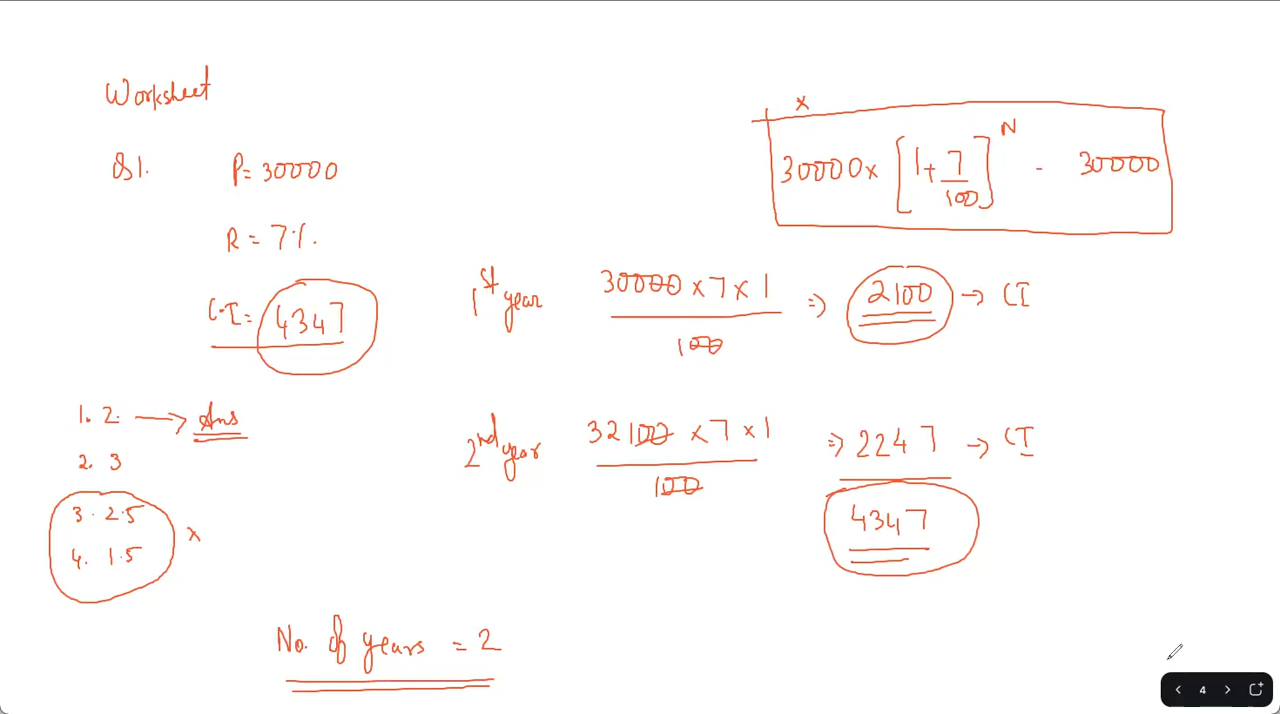 Worksheet
Q1. P= 30000
R = 7%.
C.I = 4347
1. 2. → Ans
2. 3
3. 2.5
4. 1.5 x
x
30000x [1+ 7/100]^N - 30000
1st year 30000 x 7 x 1 / 100 => 2100 → CI
2nd year 32100 x 7 x 1 / 100 => 2247 → CI
4347
No. of years = 2
4